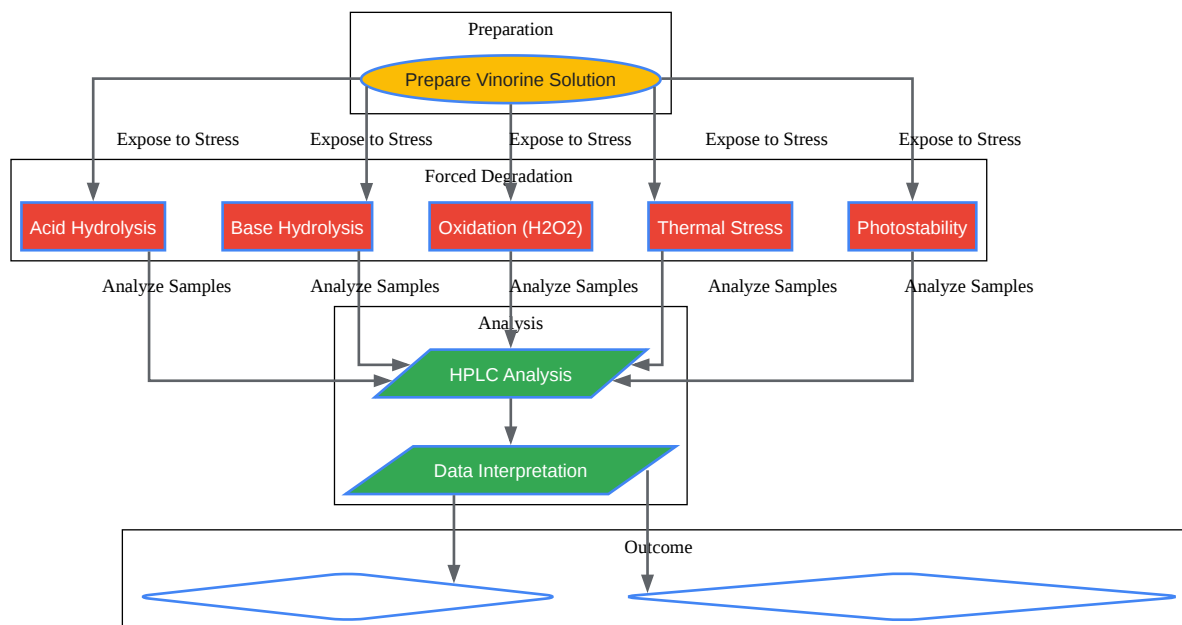 Preparation
Prepare Vinorine Solution
Expose to Stress
Expose to Stress
Expose to Stress
Expose to Stress
Expose to Stress
Forced Degradation
Acid Hydrolysis
Base Hydrolysis
Oxidation (H2O2)
Thermal Stress
Photostability
Analyze Samples
Analyze Samples
Analyze Samples
Analyze Samples
Analyze Samples
Analysis
HPLC Analysis
Data Interpretation
Outcome